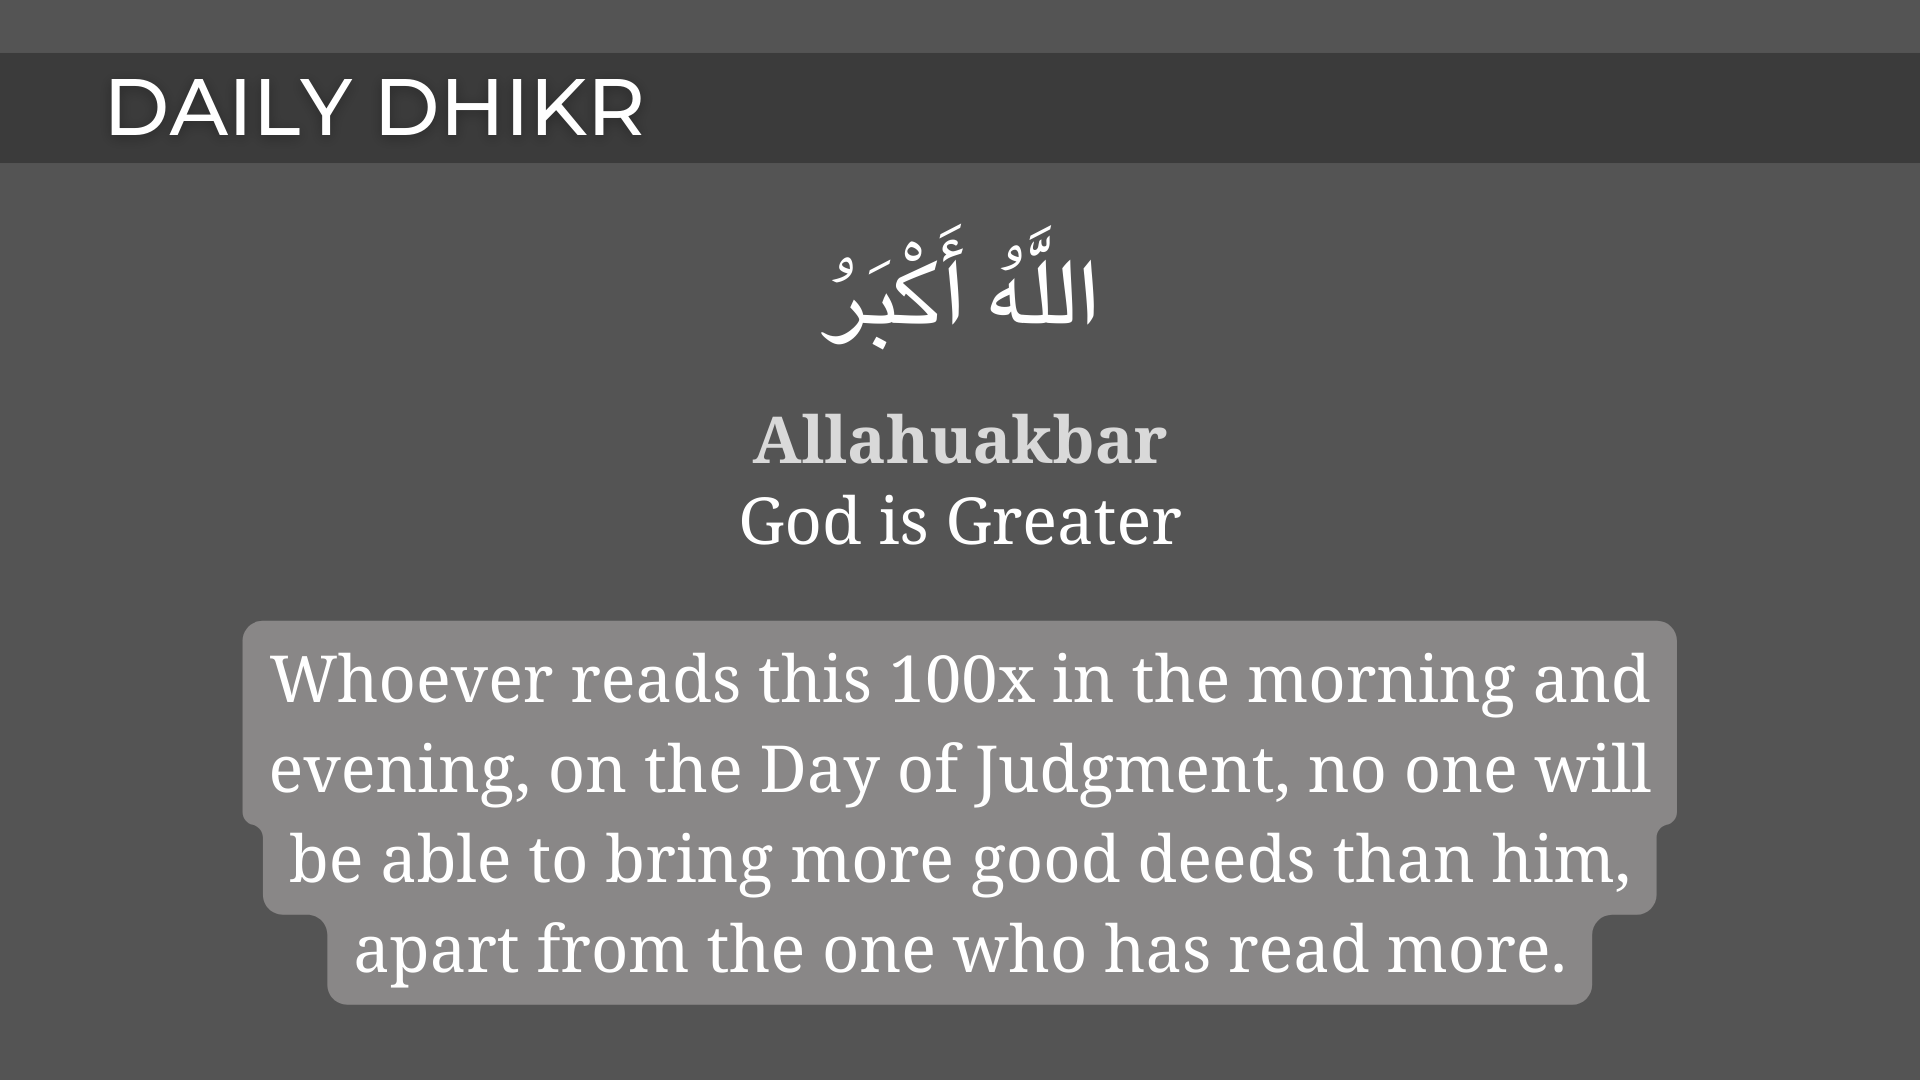 DAILY DHIKR
اللَّهُ أَكْبَرُ
Allahuakbar
God is Greater
Whoever reads this 100x in the morning and
evening, on the Day of Judgment, no one will
be able to bring more good deeds than him,
apart from the one who has read more.